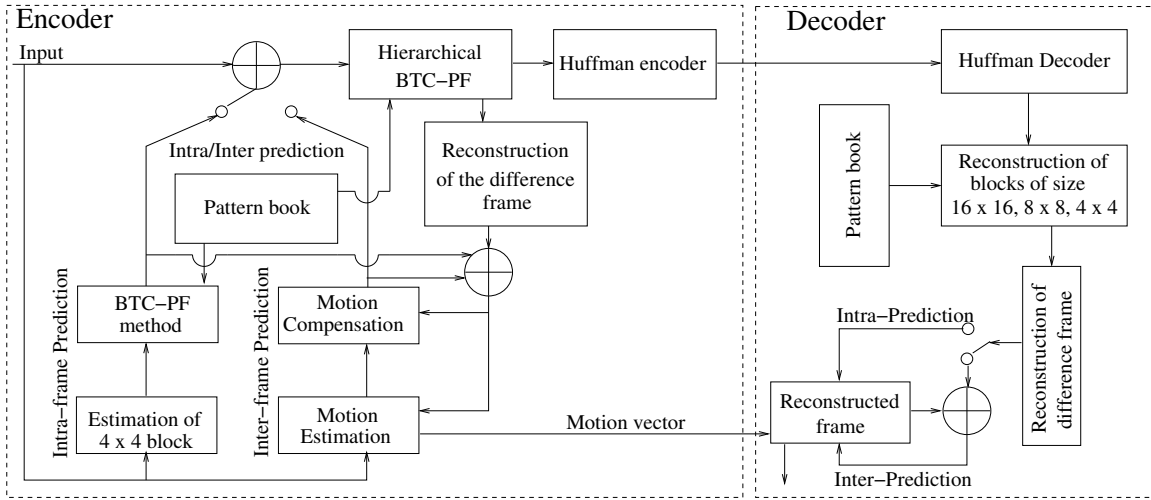 Encoder
Input
Hierarchical
BTC−PF
Huffman encoder
Intra/Inter prediction
Reconstruction
of the difference
frame
Pattern book
Intra−frame Prediction
BTC−PF
method
Inter−frame Prediction
Motion
Compensation
Estimation of
4 x 4 block
Motion
Estimation
Motion vector
Decoder
Huffman Decoder
Pattern book
Reconstruction of
blocks of size
16 x 16, 8 x 8, 4 x 4
Intra−Prediction
Reconstruction of
difference frame
Reconstructed
frame
Inter−Prediction